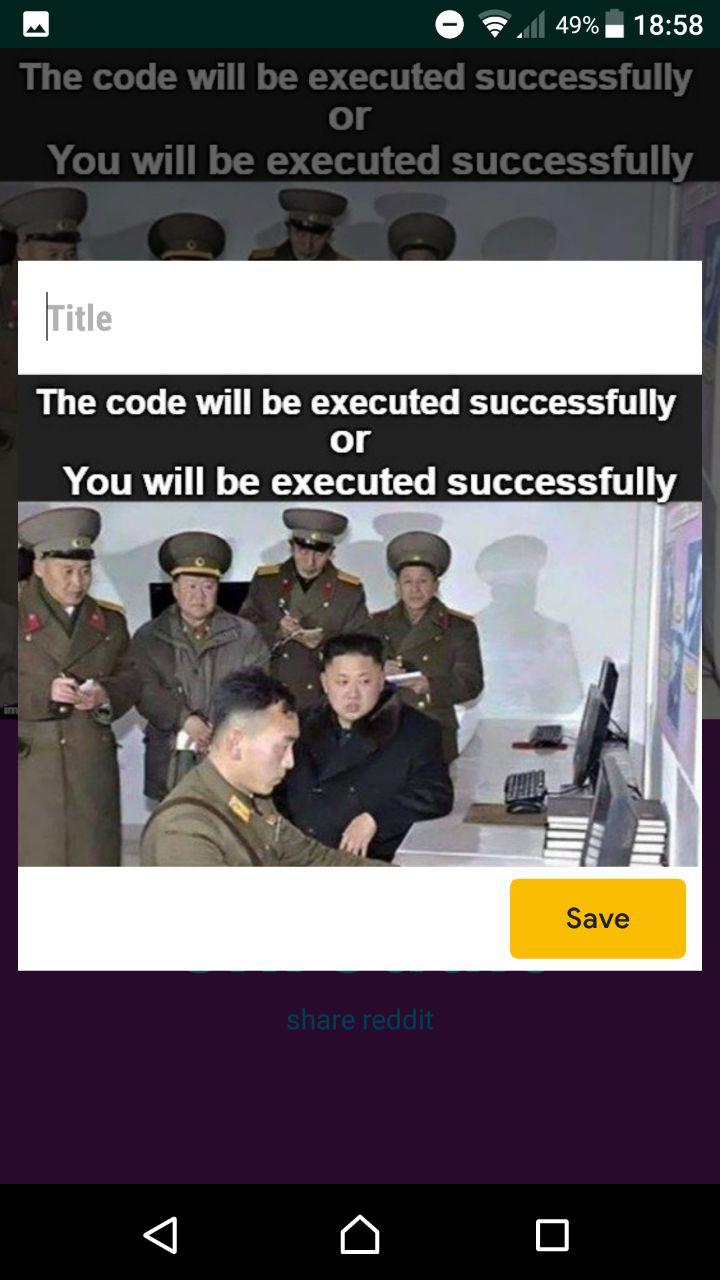 49% 18:58
The code will be executed successfully
or
You will be executed successfully
Title
The code will be executed successfully
or
You will be executed successfully
Save
share reddit